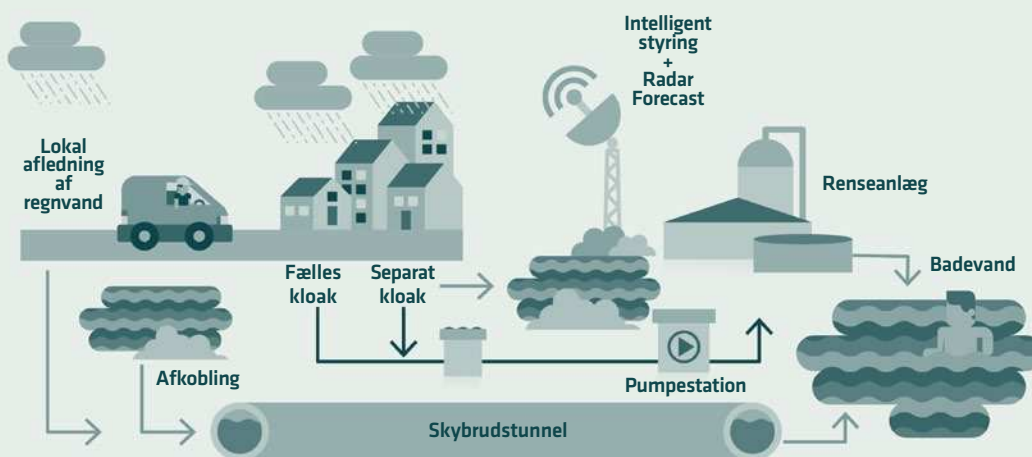 Intelligent
styring
+
Radar
Forecast
Lokal
afledning
af
regnvand
Renseanlæg
Fælles
kloak
Separat
kloak
Badevand
Afkobling
Pumpestation
Skybrudstunnel